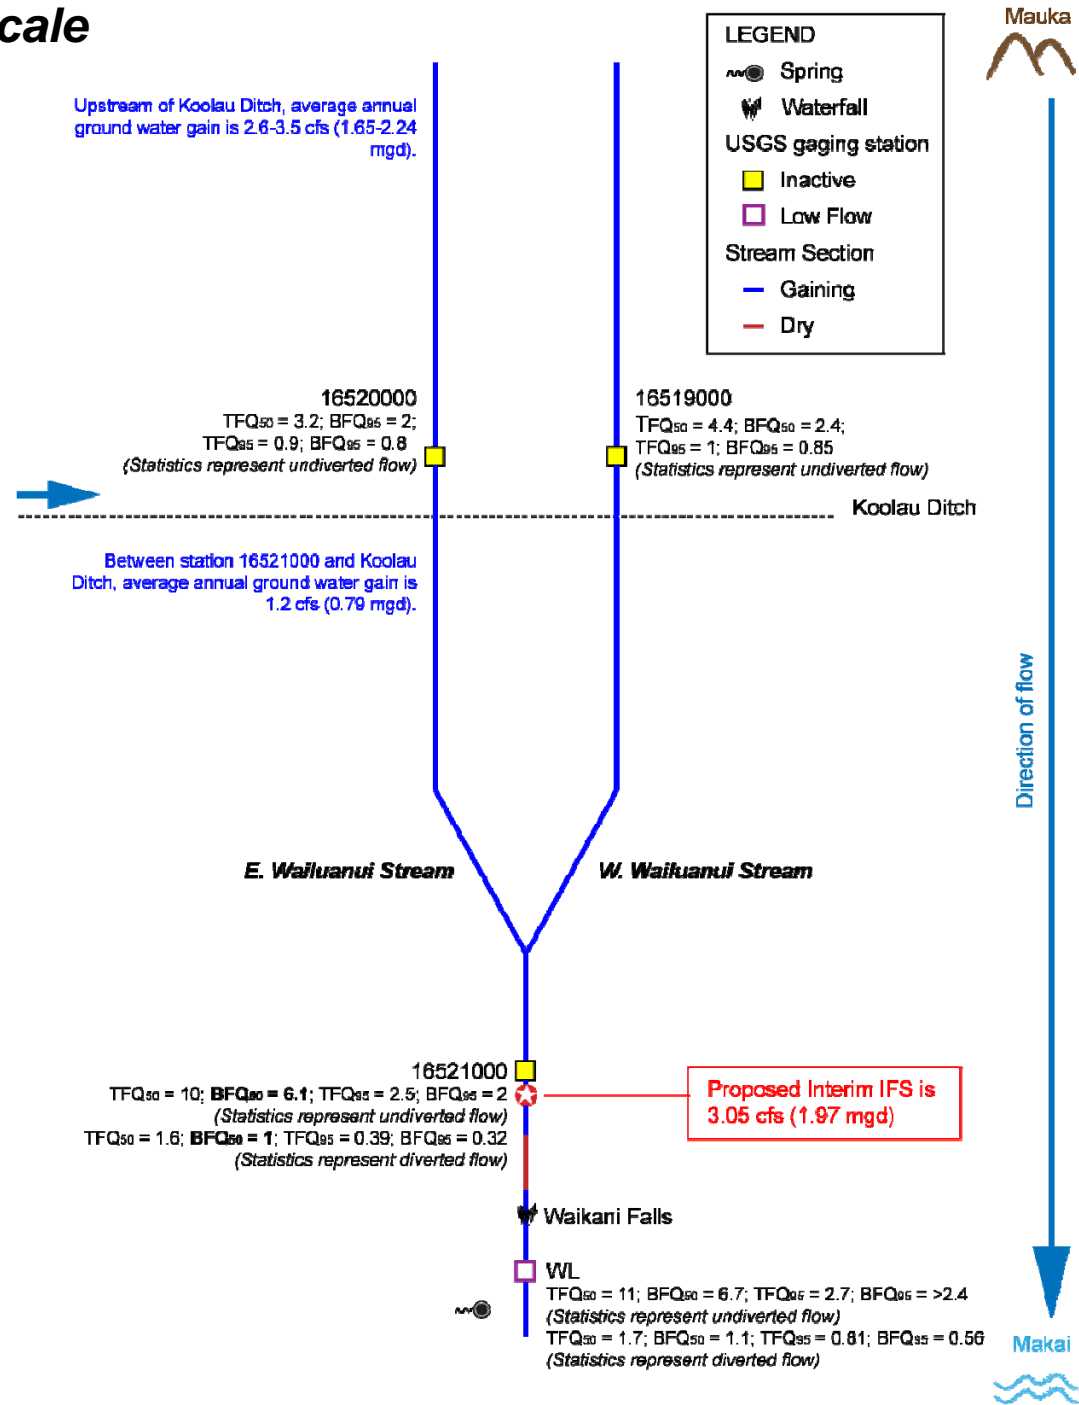 cale
Mauka
LEGEND
Spring
Waterfall
USGS gaging station
Inactive
Low Flow
Stream Section
Gaining
Dry
Upstream of Koolau Ditch, average annual
ground water gain is 2.6-3.5 cfs (1.65-2.24
mgd).
16520000
TFQ50 = 3.2; BFQ95 = 2;
TFQ95 = 0.9; BFQ95 = 0.8
(Statistics represent undiverted flow)
16519000
TFQ50 = 4.4; BFQ50 = 2.4;
TFQ95 = 1; BFQ95 = 0.85
(Statistics represent undiverted flow)
Koolau Ditch
Between station 16521000 and Koolau
Ditch, average annual ground water gain is
1.2 cfs (0.79 mgd).
Direction of flow
E. Wailuanui Stream
W. Wailuanui Stream
16521000
TFQ50 = 10; BFQ50 = 6.1; TFQ95 = 2.5; BFQ95 = 2
(Statistics represent undiverted flow)
TFQ50 = 1.6; BFQ50 = 1; TFQ95 = 0.39; BFQ95 = 0.32
(Statistics represent diverted flow)
Proposed Interim IFS is
3.05 cfs (1.97 mgd)
Waikani Falls
WL
TFQ50 = 11; BFQ50 = 6.7; TFQ95 = 2.7; BFQ95 = >2.4
(Statistics represent undiverted flow)
TFQ50 = 1.7; BFQ50 = 1.1; TFQ95 = 0.81; BFQ95 = 0.56
(Statistics represent diverted flow)
Makai